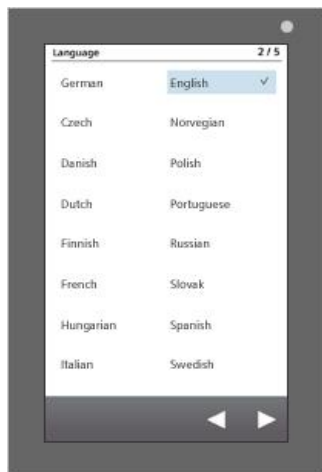 Language 2 / 5
German English
Czech Norvegian
Danish Polish
Dutch Portuguese
Finnish Russian
French Slovak
Hungarian Spanish
Italian Swedish